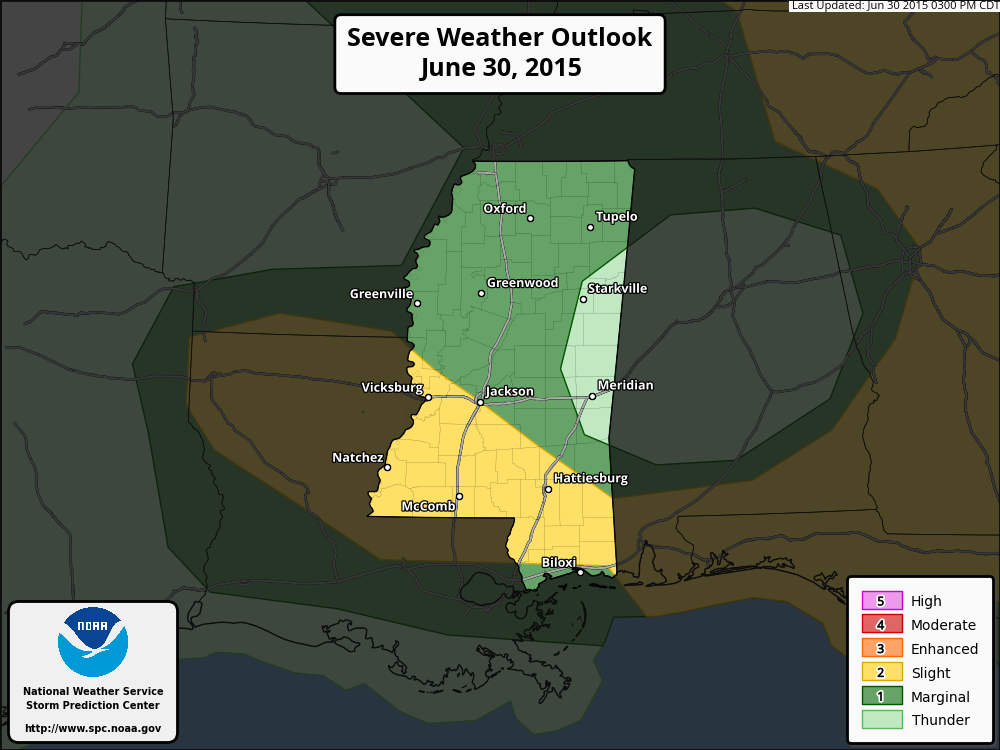 Last Updated: Jun 30 2015 0300 PM CDT
Severe Weather Outlook
June 30, 2015
Oxford
Tupelo
Greenwood
Starkville
Greenville
Vicksburg
Jackson
Meridian
Natchez
Hattiesburg
McComb
Biloxi
NOAA
National Weather Service
Storm Prediction Center
http://www.spc.noaa.gov
5 High
4 Moderate
3 Enhanced
2 Slight
1 Marginal
Thunder